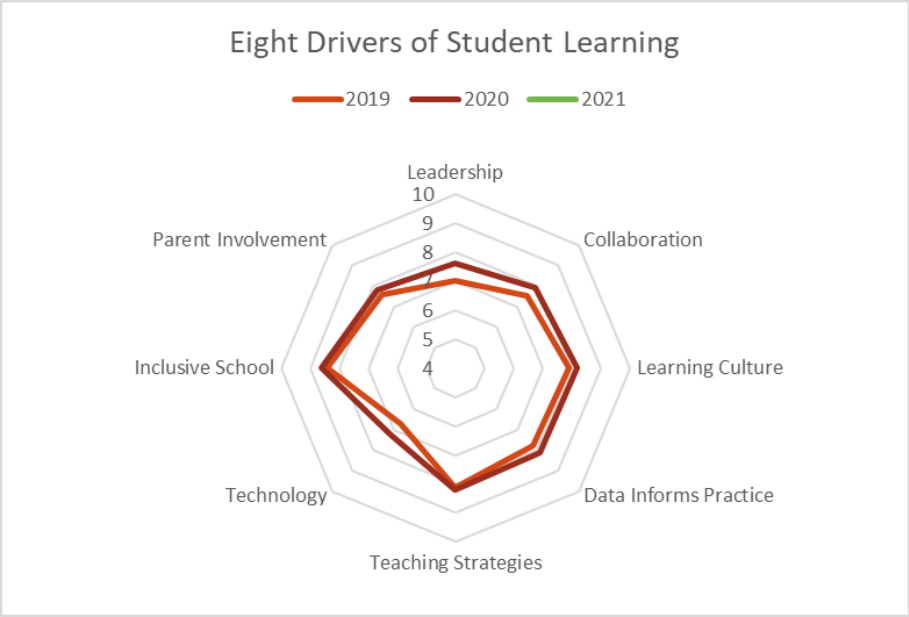 Eight Drivers of Student Learning
2019 2020 2021
Leadership
10
9
Parent Involvement
Collaboration
8
7
6
5
Inclusive School
4
Learning Culture
Technology
Data Informs Practice
Teaching Strategies